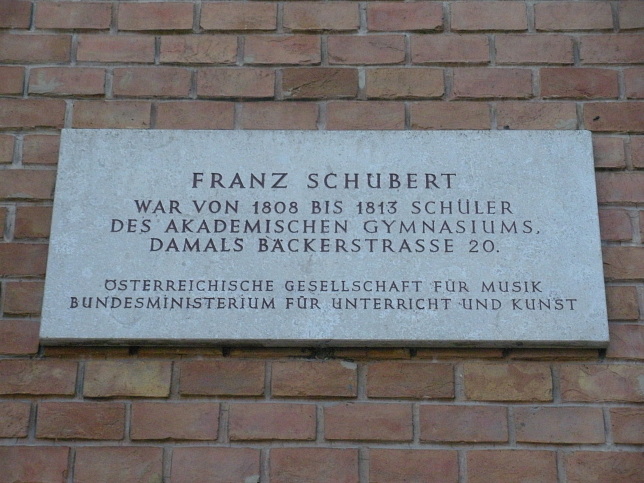 FRANZ SCHUBERT
WAR VON 1808 BIS 1813 SCHÜLER
DES AKADEMISCHEN GYMNASIUMS,
DAMALS BÄCKERSTRASSE 20.
ÖSTERREICHISCHE GESELLSCHAFT FÜR MUSIK
BUNDESMINISTERIUM FÜR UNTERRICHT UND KUNST